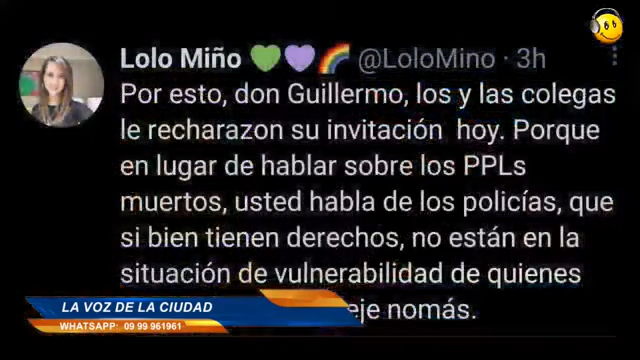 Lolo Miño 💚💜🌈 @LoloMino · 3h
Por esto, don Guillermo, los y las colegas
le recharazon su invitación hoy. Porque
en lugar de hablar sobre los PPLs
muertos, usted habla de los policías, que
si bien tienen derechos, no están en la
situación de vulnerabilidad de quienes
eje nomás.
LA VOZ DE LA CIUDAD
WHATSAPP: 09 99 961961